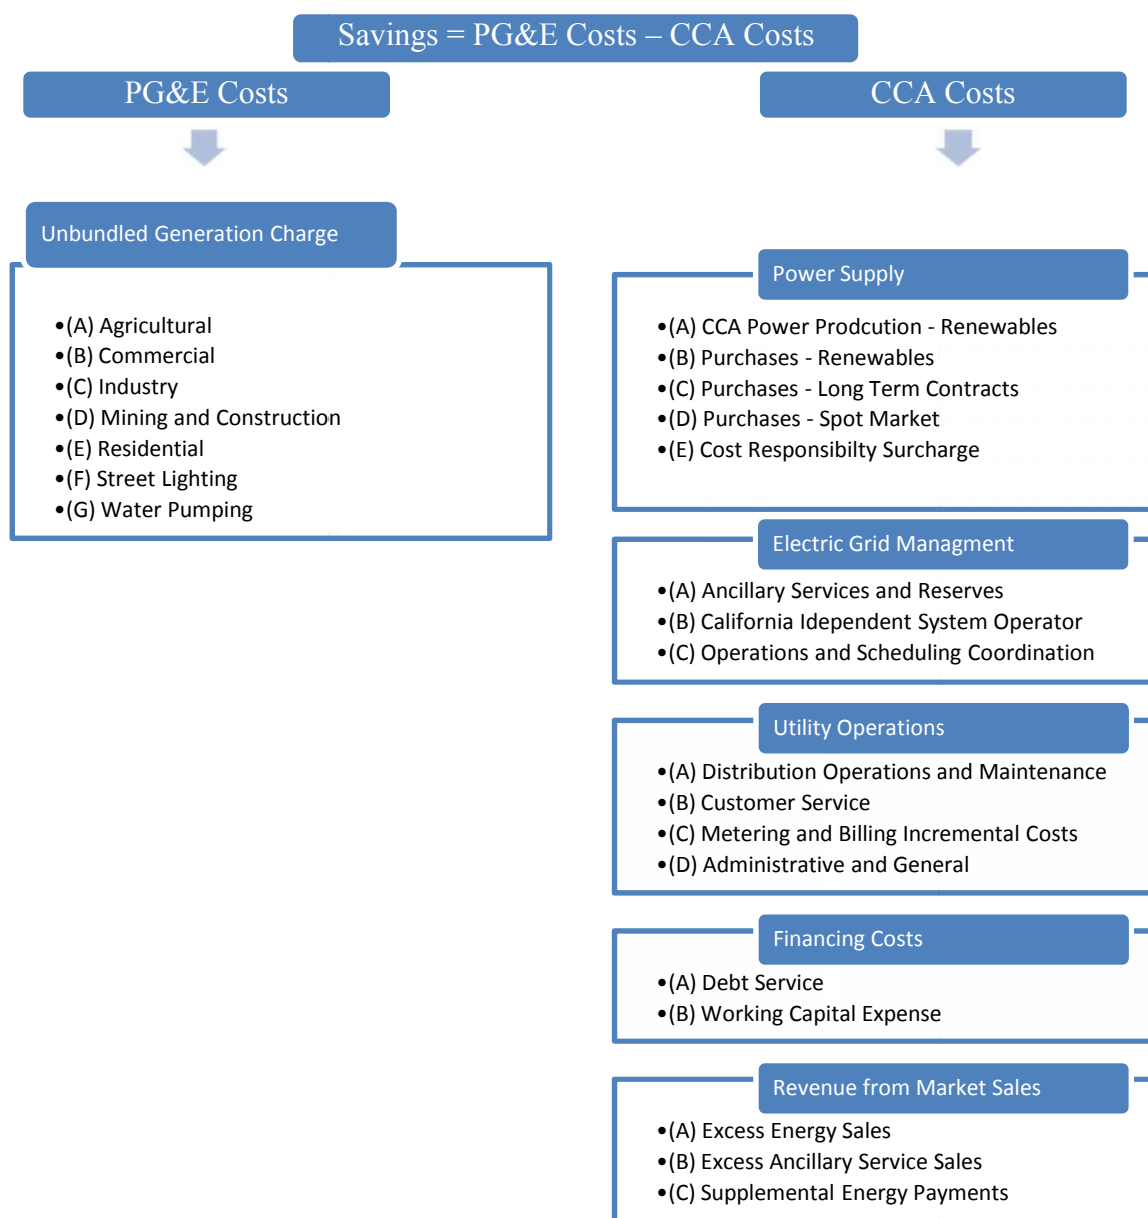 Savings = PG&E Costs – CCA Costs
PG&E Costs
CCA Costs
Unbundled Generation Charge
•(A) Agricultural
•(B) Commercial
•(C) Industry
•(D) Mining and Construction
•(E) Residential
•(F) Street Lighting
•(G) Water Pumping
Power Supply
•(A) CCA Power Prodcution - Renewables
•(B) Purchases - Renewables
•(C) Purchases - Long Term Contracts
•(D) Purchases - Spot Market
•(E) Cost Responsibilty Surcharge
Electric Grid Managment
•(A) Ancillary Services and Reserves
•(B) California Idependent System Operator
•(C) Operations and Scheduling Coordination
Utility Operations
•(A) Distribution Operations and Maintenance
•(B) Customer Service
•(C) Metering and Billing Incremental Costs
•(D) Administrative and General
Financing Costs
•(A) Debt Service
•(B) Working Capital Expense
Revenue from Market Sales
•(A) Excess Energy Sales
•(B) Excess Ancillary Service Sales
•(C) Supplemental Energy Payments